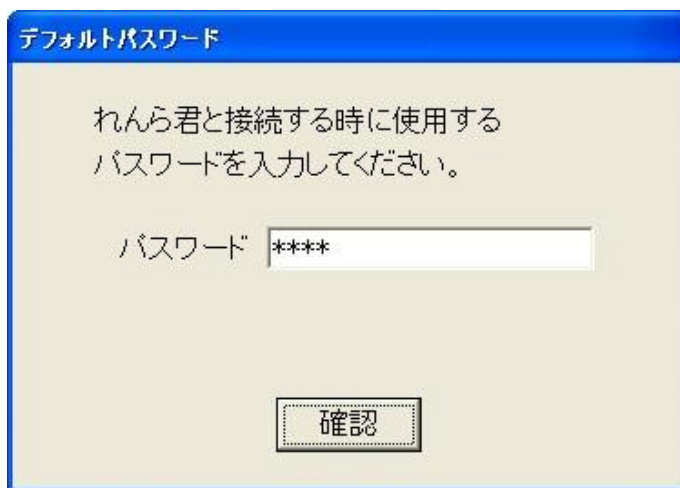 デフォルトパスワード
れんら君と接続する時に使用する
パスワードを入力してください。
パスワード ****
確認